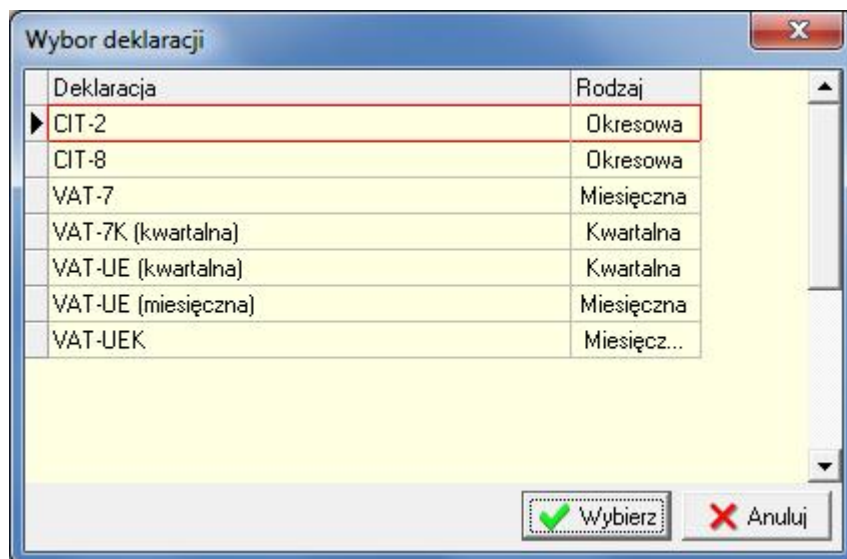 Wybor deklaracji
Deklaracja Rodzaj
CIT-2 Okresowa
CIT-8 Okresowa
VAT-7 Miesięczna
VAT-7K (kwartalna) Kwartalna
VAT-UE (kwartalna) Kwartalna
VAT-UE (miesięczna) Miesięczna
VAT-UEK Miesięcz...
Wybierz Anuluj